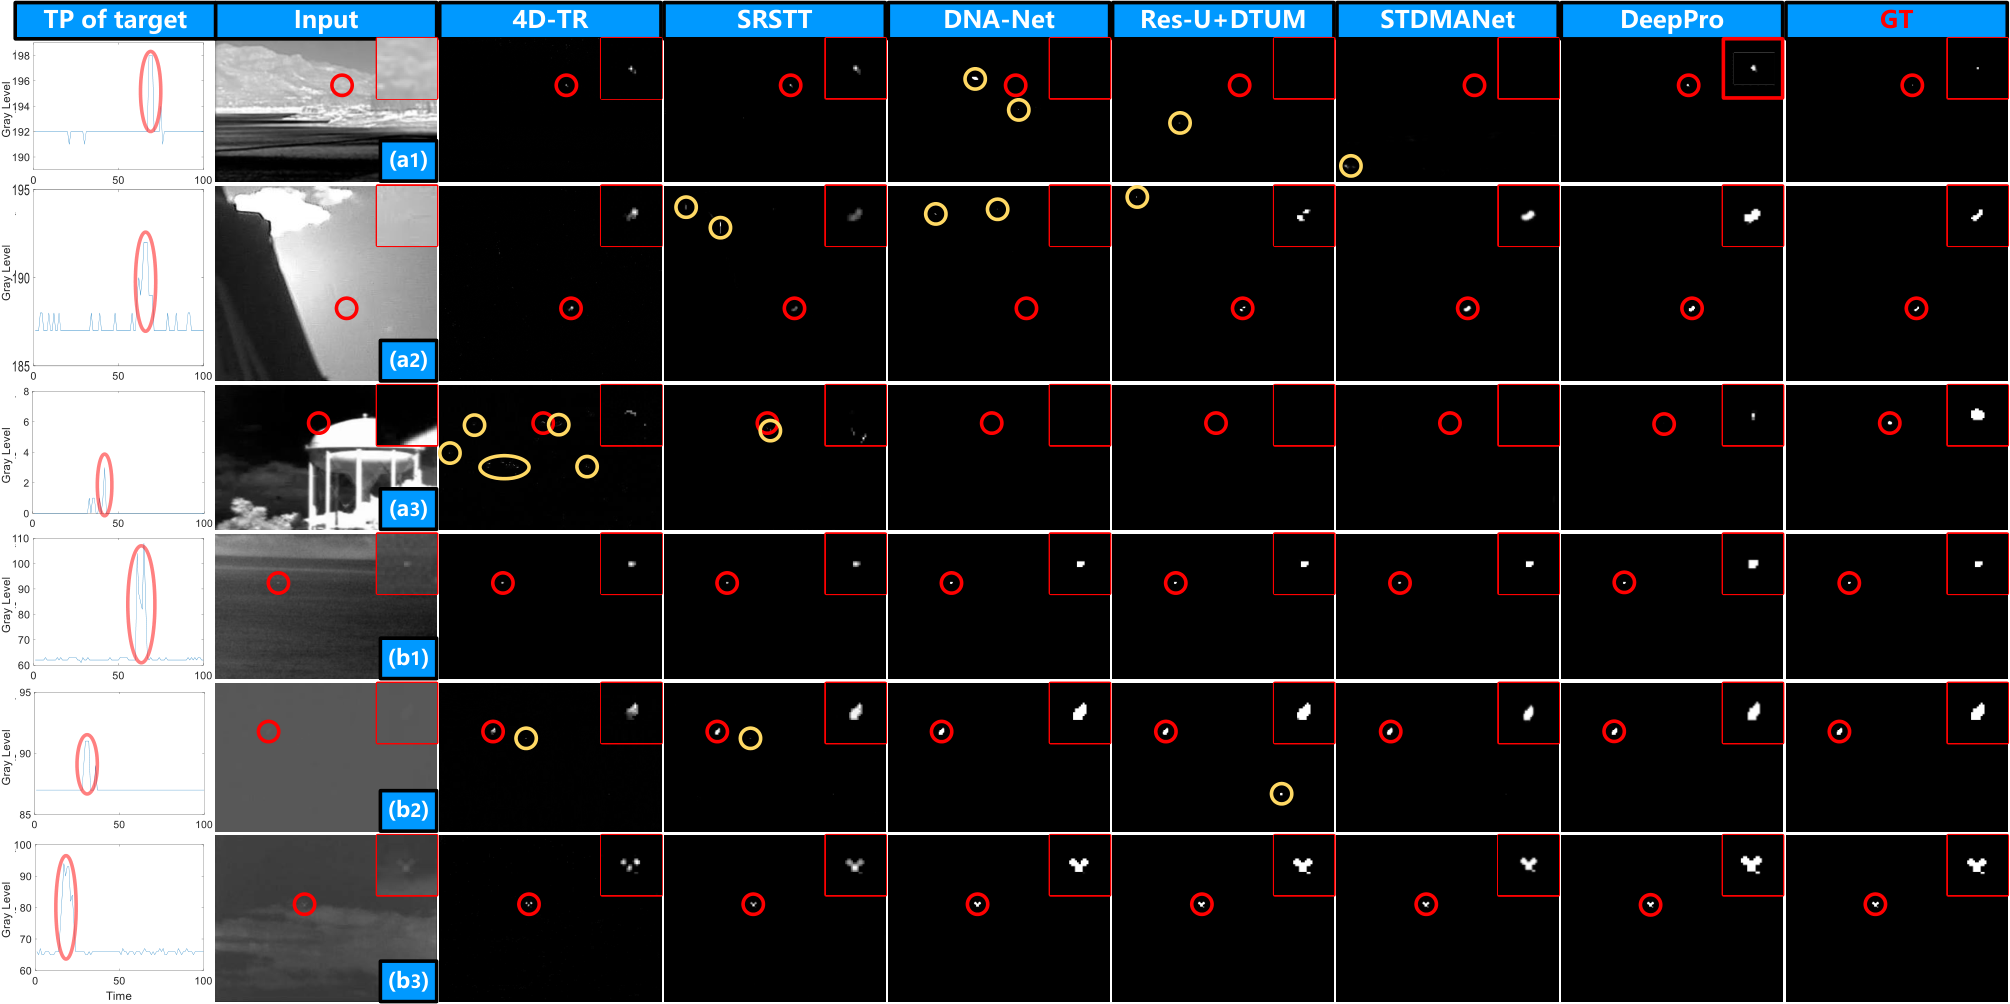 TP of target Input 4D-TR SRSTT DNA-Net Res-U+DTUM STDMANet DeepPro GT
198
196
194
192
190
Gray Level
0 50 100
(a1)
195
190
185
Gray Level
0 50 100
(a2)
8
6
4
2
0
Gray Level
0 50 100
(a3)
110
100
90
80
70
60
Gray Level
0 50 100
(b1)
95
90
85
Gray Level
0 50 100
(b2)
100
90
80
70
60
Gray Level
0 50 100
Time
(b3)